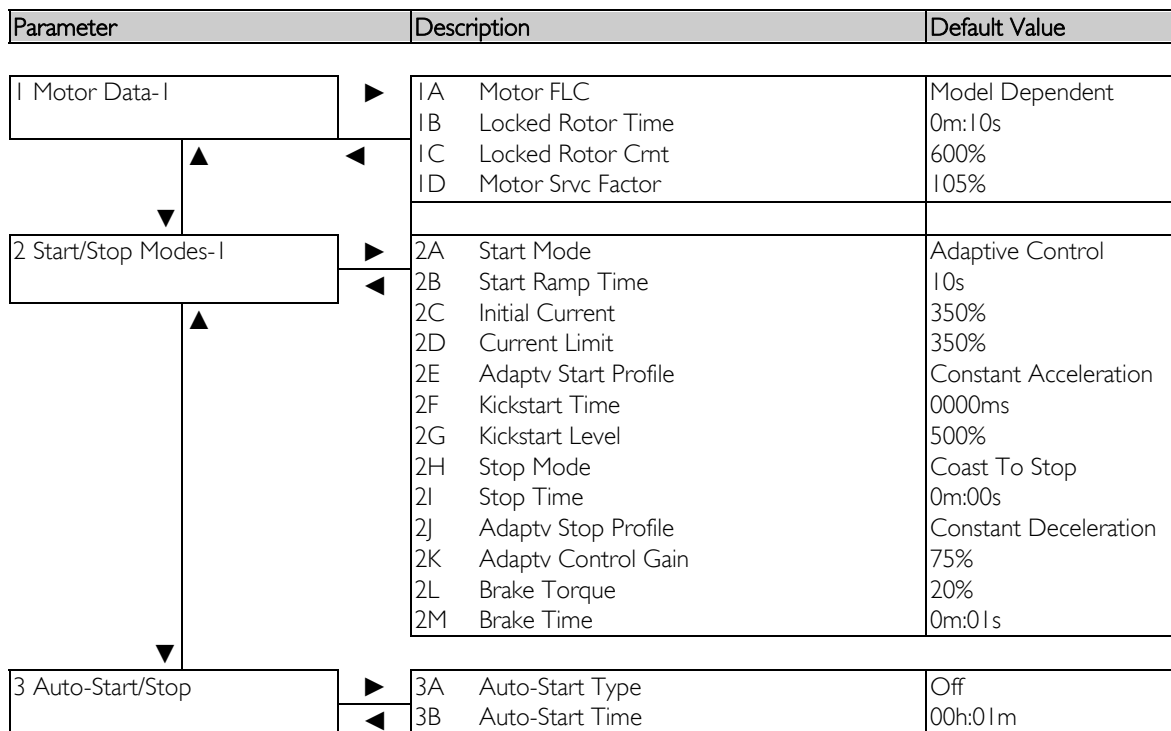 Parameter Description Default Value
1 Motor Data-1 ► 1A Motor FLC Model Dependent
1B Locked Rotor Time 0m:10s
◄ 1C Locked Rotor Crnt 600%
1D Motor Srvc Factor 105%
2 Start/Stop Modes-1 ► 2A Start Mode Adaptive Control
◄ 2B Start Ramp Time 10s
2C Initial Current 350%
2D Current Limit 350%
2E Adaptv Start Profile Constant Acceleration
2F Kickstart Time 0000ms
2G Kickstart Level 500%
2H Stop Mode Coast To Stop
2I Stop Time 0m:00s
2J Adaptv Stop Profile Constant Deceleration
2K Adaptv Control Gain 75%
2L Brake Torque 20%
2M Brake Time 0m:01s
3 Auto-Start/Stop ► 3A Auto-Start Type Off
◄ 3B Auto-Start Time 00h:01m